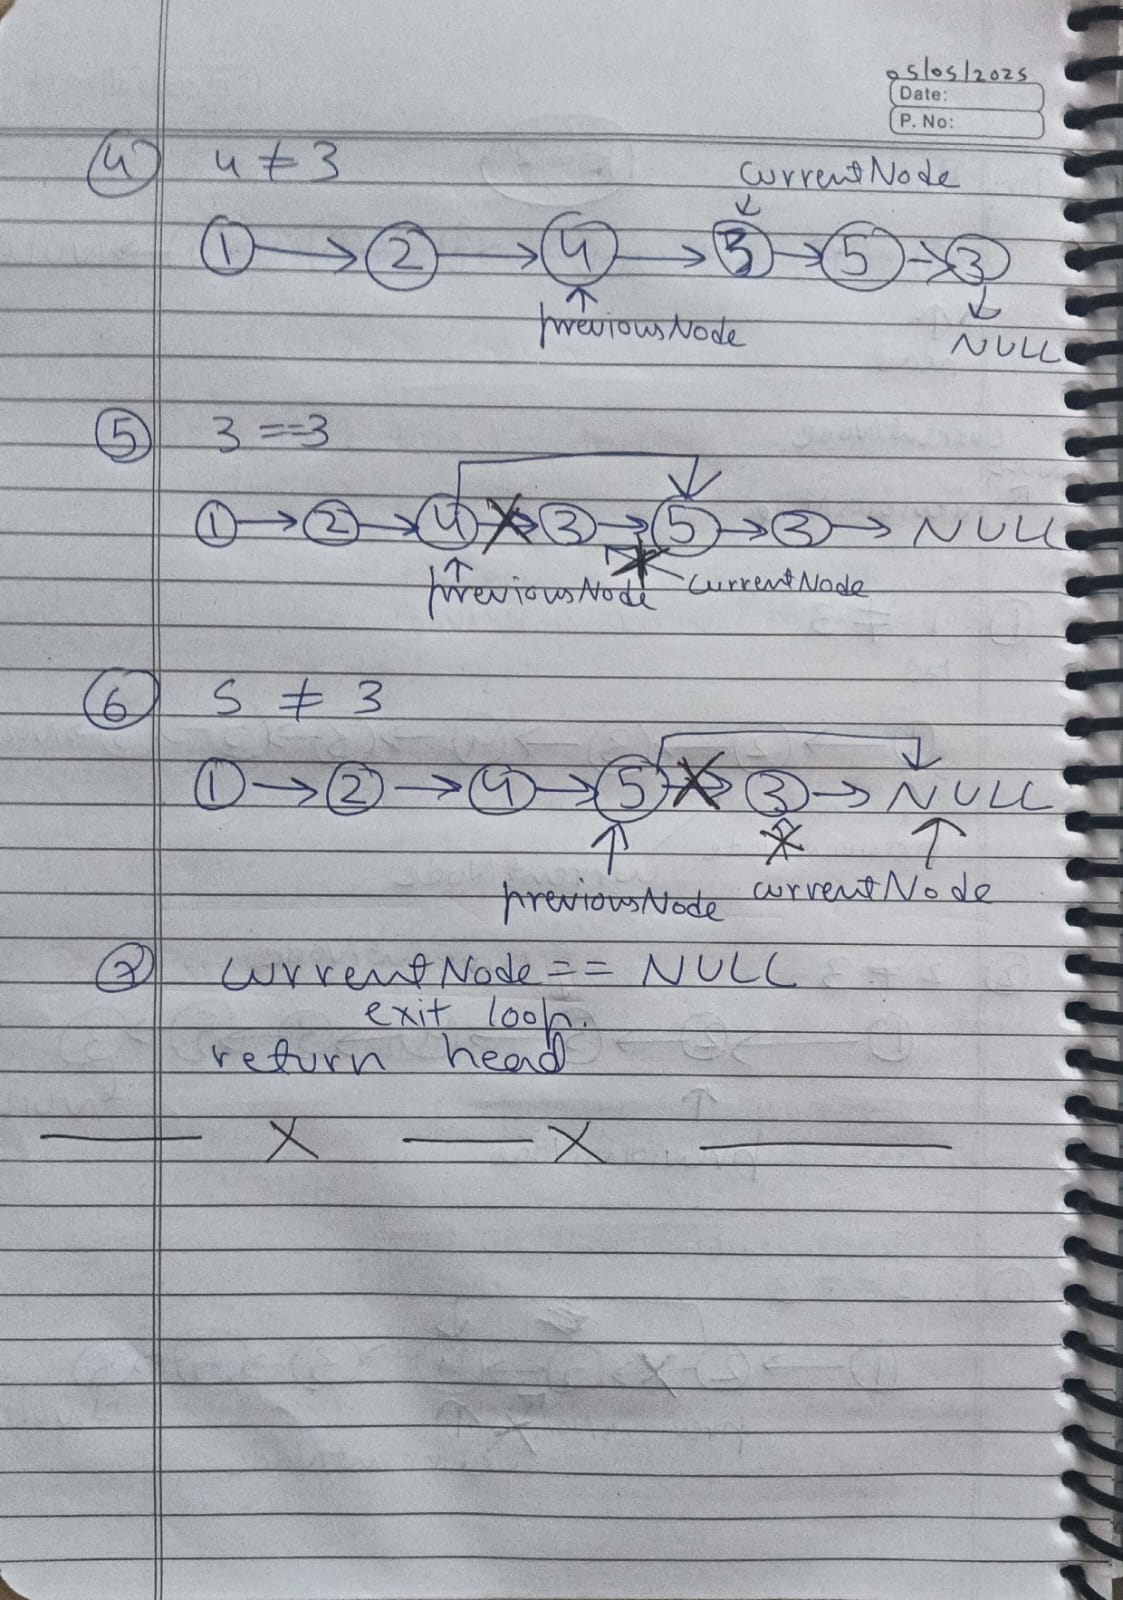 05/05/2025
Date:
P. No:
④ 4 ≠ 3
currentNode
↓
① → ② → ④ → ③ → ⑤ → ③
↑ ↓
previousNode NULL
⑤ 3 == 3
① → ② → ④ → ③ → ⑤ → ③ → NULL
↑
previousNode currentNode
⑥ 5 ≠ 3
① → ② → ④ → ⑤ → ③ → NULL
↑ ↑
previousNode currentNode
⑦ currentNode == NULL
exit loop.
return head
—— X —— X ——